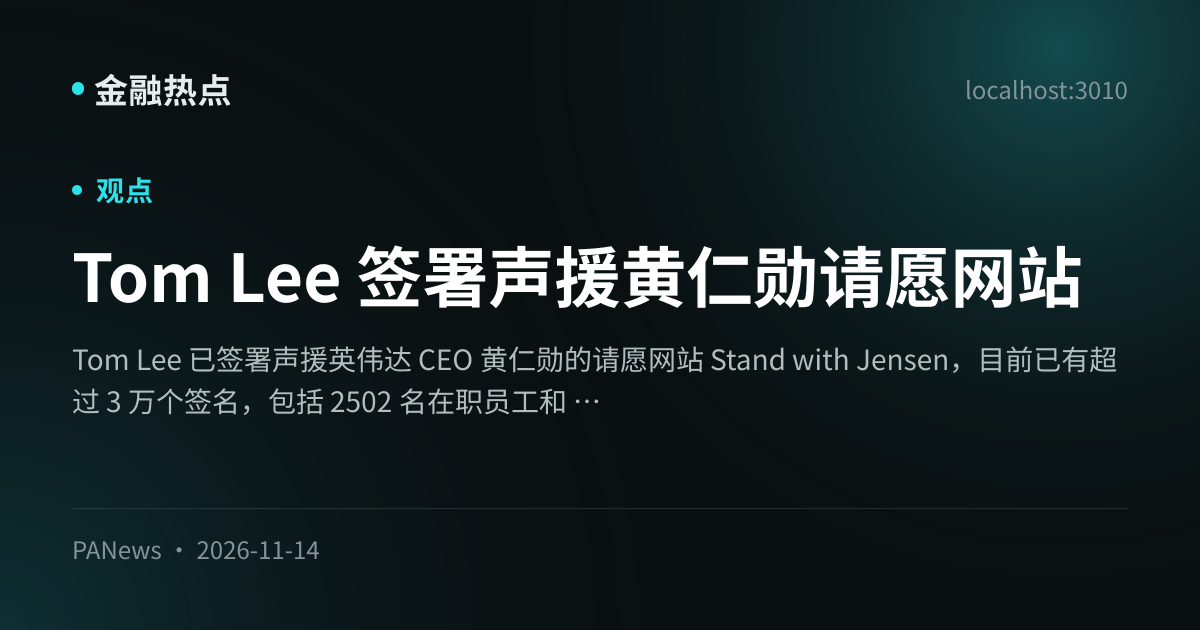 金融热点
localhost:3010
观点
Tom Lee 签署声援黄仁勋请愿网站
Tom Lee 已签署声援英伟达 CEO 黄仁勋的请愿网站 Stand with Jensen，目前已有超
过 3 万个签名，包括 2502 名在职员工和 …
PANews • 2026-11-14